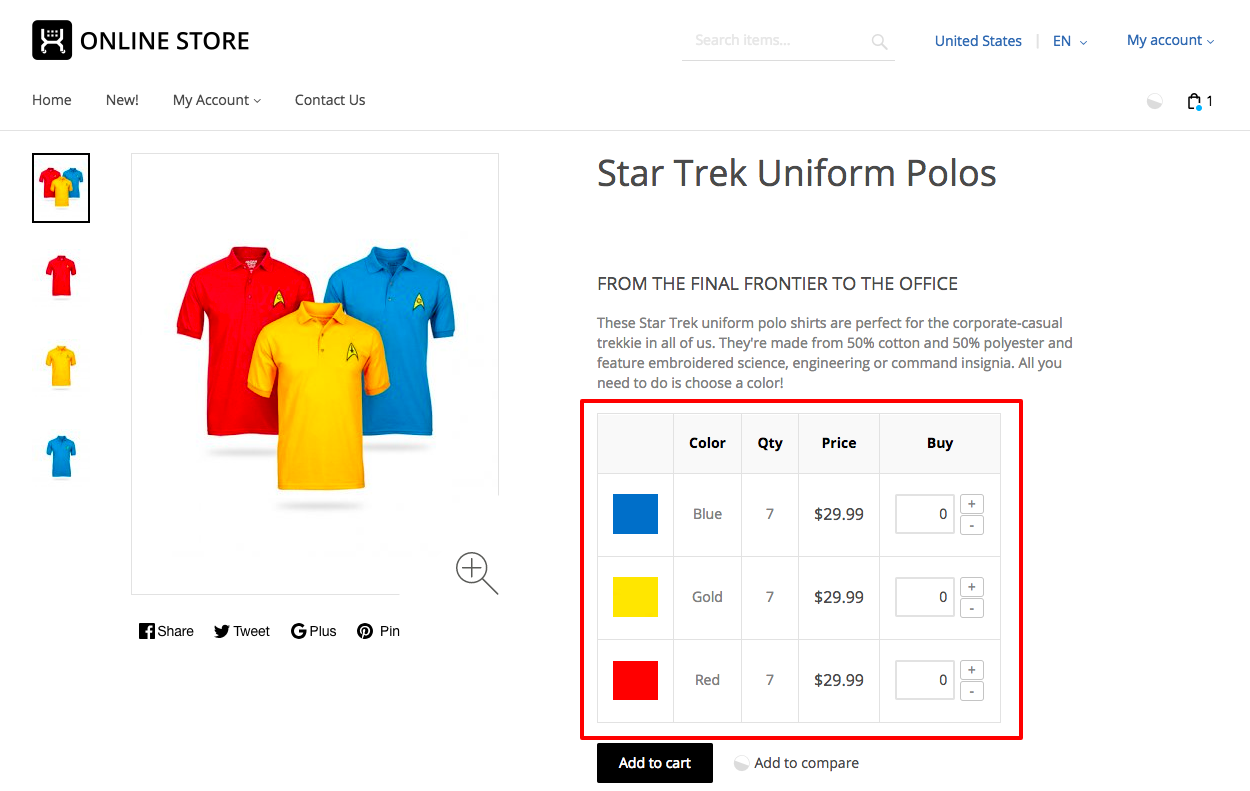 ONLINE STORE
Search items...
United States | EN
My account
Home New! My Account Contact Us
1
Star Trek Uniform Polos
FROM THE FINAL FRONTIER TO THE OFFICE
These Star Trek uniform polo shirts are perfect for the corporate-casual
trekkie in all of us. They're made from 50% cotton and 50% polyester and
feature embroidered science, engineering or command insignia. All you
need to do is choose a color!
Color Qty Price Buy
Blue 7 $29.99 0 + -
Gold 7 $29.99 0 + -
Red 7 $29.99 0 + -
Share Tweet Plus Pin
Add to cart Add to compare